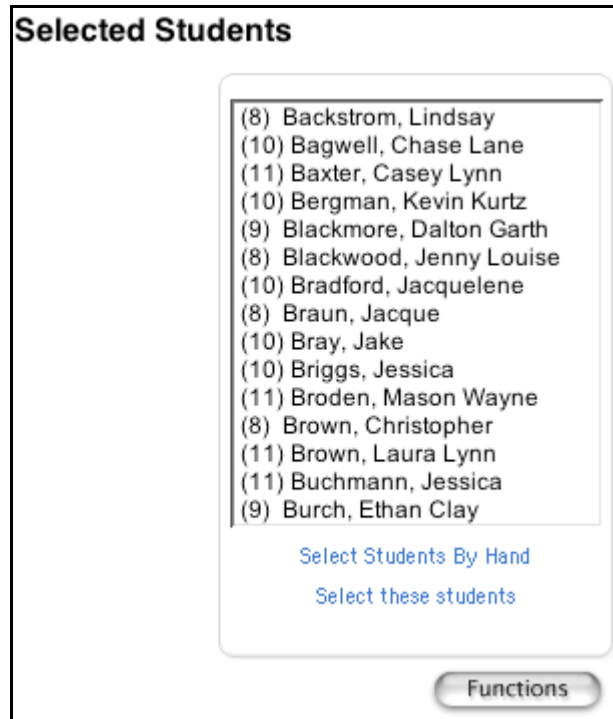 Selected Students
(8) Backstrom, Lindsay
(10) Bagwell, Chase Lane
(11) Baxter, Casey Lynn
(10) Bergman, Kevin Kurtz
(9) Blackmore, Dalton Garth
(8) Blackwood, Jenny Louise
(10) Bradford, Jacquelene
(8) Braun, Jacque
(10) Bray, Jake
(10) Briggs, Jessica
(11) Broden, Mason Wayne
(8) Brown, Christopher
(11) Brown, Laura Lynn
(11) Buchmann, Jessica
(9) Burch, Ethan Clay
Select Students By Hand
Select these students
Functions